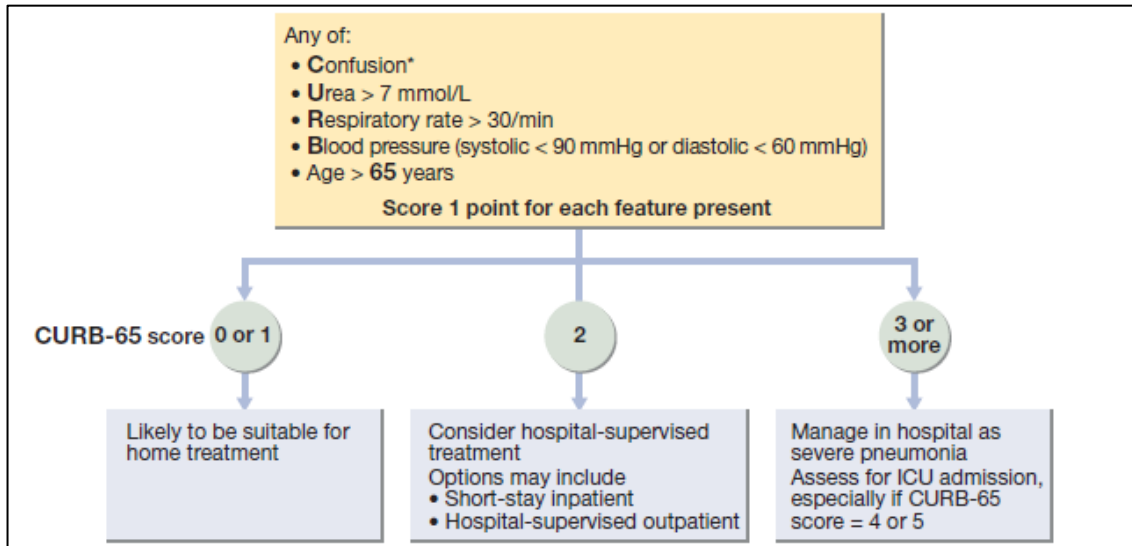 Any of:
• Confusion*
• Urea > 7 mmol/L
• Respiratory rate > 30/min
• Blood pressure (systolic < 90 mmHg or diastolic < 60 mmHg)
• Age > 65 years
Score 1 point for each feature present
CURB-65 score
0 or 1
2
3 or
more
Likely to be suitable for
home treatment
Consider hospital-supervised
treatment
Options may include
• Short-stay inpatient
• Hospital-supervised outpatient
Manage in hospital as
severe pneumonia
Assess for ICU admission,
especially if CURB-65
score = 4 or 5